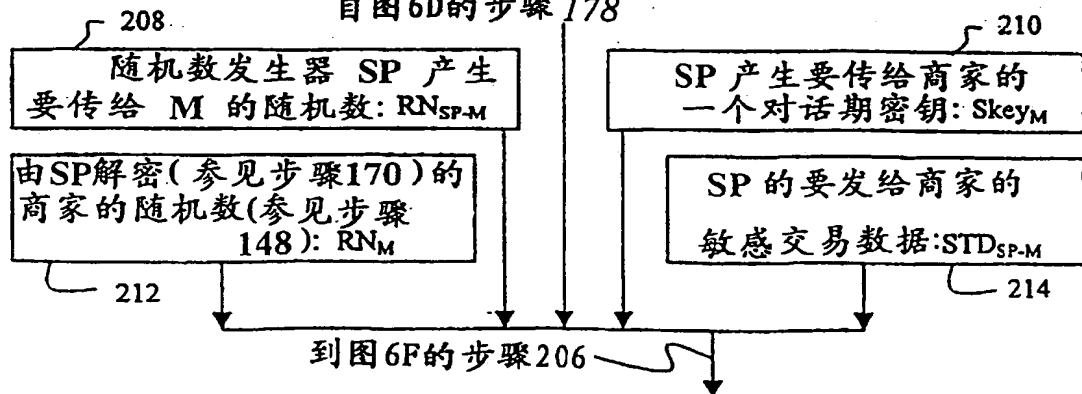 自图6D的步骤178
208
210
随机数发生器 SP 产生
要传给 M 的随机数: RN_SP-M
SP 产生要传给商家的
一个对话期密钥: Skey_M
由SP解密(参见步骤170)的
商家的随机数(参见步骤
148): RN_M
SP 的要发给商家的
敏感交易数据:STD_SP-M
212
214
到图6F的步骤206